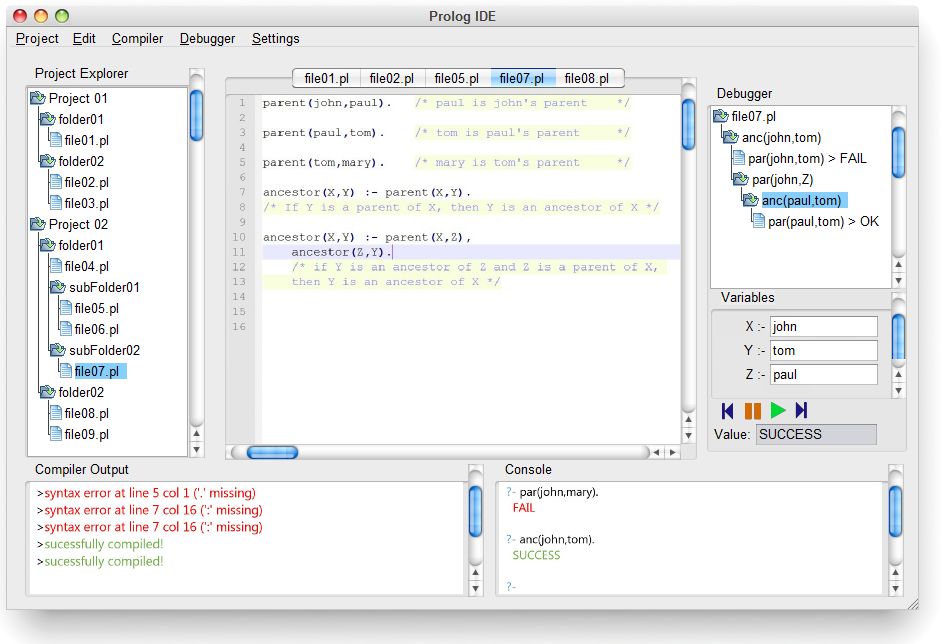 Prolog IDE
Project Edit Compiler Debugger Settings
Project Explorer
Project 01
folder01
file01.pl
folder02
file02.pl
file03.pl
Project 02
folder01
file04.pl
subFolder01
file05.pl
file06.pl
subFolder02
file07.pl
folder02
file08.pl
file09.pl
file01.pl file02.pl file05.pl file07.pl file08.pl
1 parent(john,paul). /* paul is john's parent */
2
3 parent(paul,tom). /* tom is paul's parent */
4
5 parent(tom,mary). /* mary is tom's parent */
6
7 ancestor(X,Y) :- parent(X,Y).
8 /* If Y is a parent of X, then Y is an ancestor of X */
9
10 ancestor(X,Y) :- parent(X,Z),
11 ancestor(Z,Y).
12 /* if Y is an ancestor of Z and Z is a parent of X,
13 then Y is an ancestor of X */
14
15
16
Debugger
file07.pl
anc(john,tom)
par(john,tom) > FAIL
par(john,Z)
anc(paul,tom)
par(paul,tom) > OK
Variables
X :- john
Y :- tom
Z :- paul
Value: SUCCESS
Compiler Output
>syntax error at line 5 col 1 ('.' missing)
>syntax error at line 7 col 16 (':' missing)
>syntax error at line 7 col 16 (':' missing)
>sucessfully compiled!
>sucessfully compiled!
Console
?- par(john,mary).
FAIL
?- anc(john,tom).
SUCCESS
?-